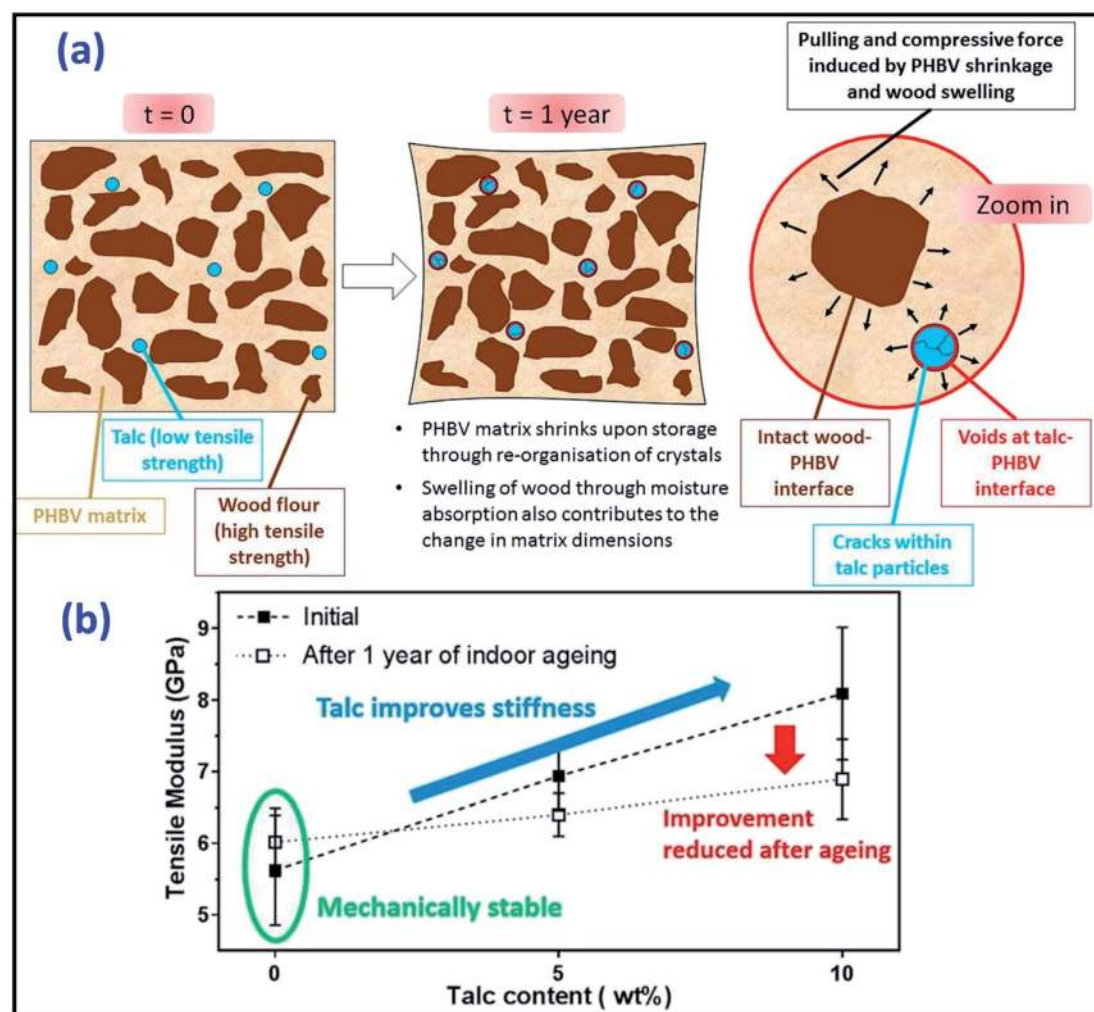 (a)
Pulling and compressive force
induced by PHBV shrinkage
and wood swelling
t = 0
t = 1 year
Zoom in
Talc (low tensile
strength)
PHBV matrix
Wood flour
(high tensile
strength)
• PHBV matrix shrinks upon storage
through re-organisation of crystals
• Swelling of wood through moisture
absorption also contributes to the
change in matrix dimensions
Intact wood-
PHBV
interface
Voids at talc-
PHBV
interface
Cracks within
talc particles
(b)
Initial
After 1 year of indoor ageing
Talc improves stiffness
Improvement
reduced after ageing
Mechanically stable
Tensile Modulus (GPa)
9
8
7
6
5
0
5
10
Talc content ( wt%)